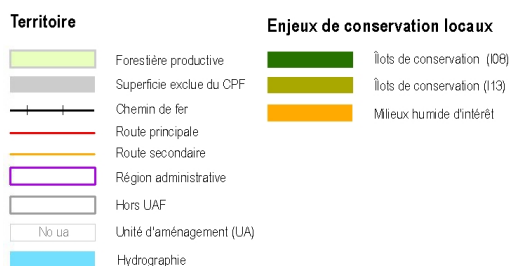 Territoire
Forestière productive
Superficie exclue du CPF
Chemin de fer
Route principale
Route secondaire
Région administrative
Hors UAF
No ua Unité d'aménagement (UA)
Hydrographie
Enjeux de conservation locaux
Îlots de conservation (I08)
Îlots de conservation (I13)
Milieux humide d'intérêt